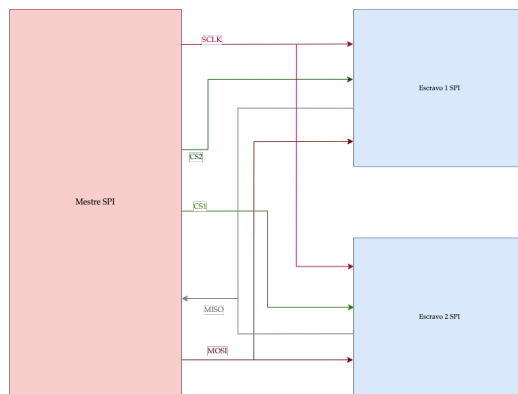 SCLK
Escravo 1 SPI
CS2
Mestre SPI
CS1
MISO
Escravo 2 SPI
MOSI